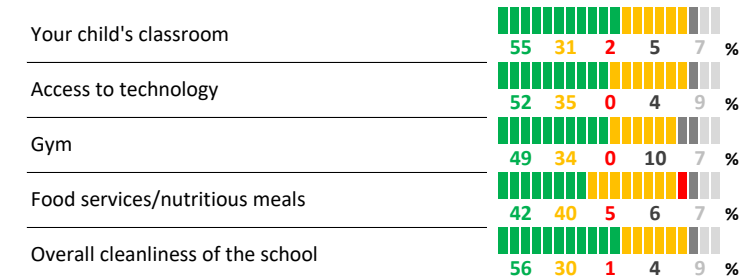 Your child's classroom
55 31 2 5 7 %
Access to technology
52 35 0 4 9 %
Gym
49 34 0 10 7 %
Food services/nutritious meals
42 40 5 6 7 %
Overall cleanliness of the school
56 30 1 4 9 %